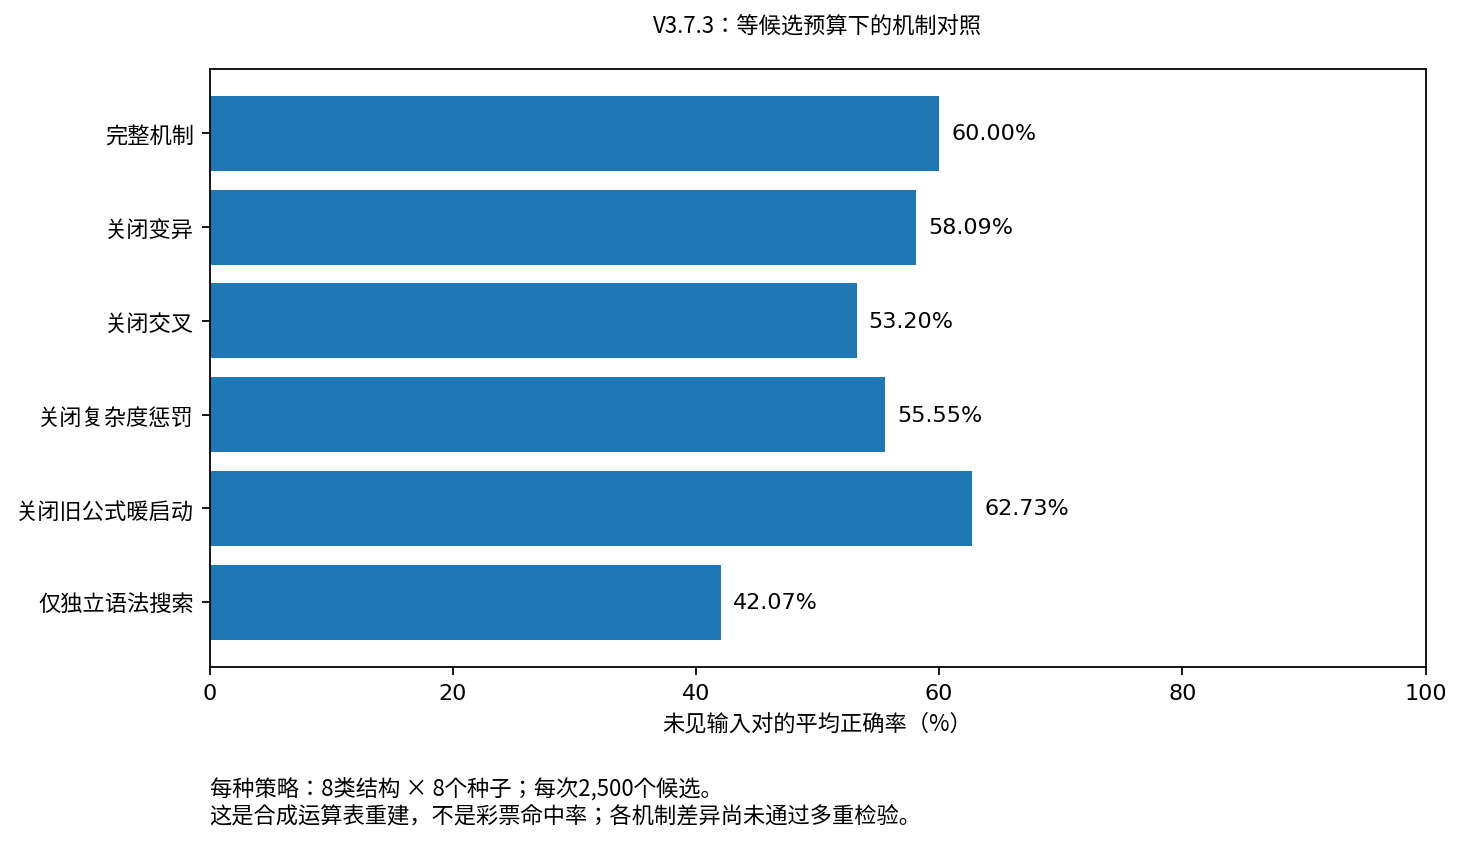 V3.7.3：等候选预算下的机制对照
完整机制
60.00%
关闭变异
58.09%
关闭交叉
53.20%
关闭复杂度惩罚
55.55%
关闭旧公式暖启动
62.73%
仅独立语法搜索
42.07%
0 20 40 60 80 100
未见输入对的平均正确率（%）
每种策略：8类结构 × 8个种子；每次2,500个候选。
这是合成运算表重建，不是彩票命中率；各机制差异尚未通过多重检验。